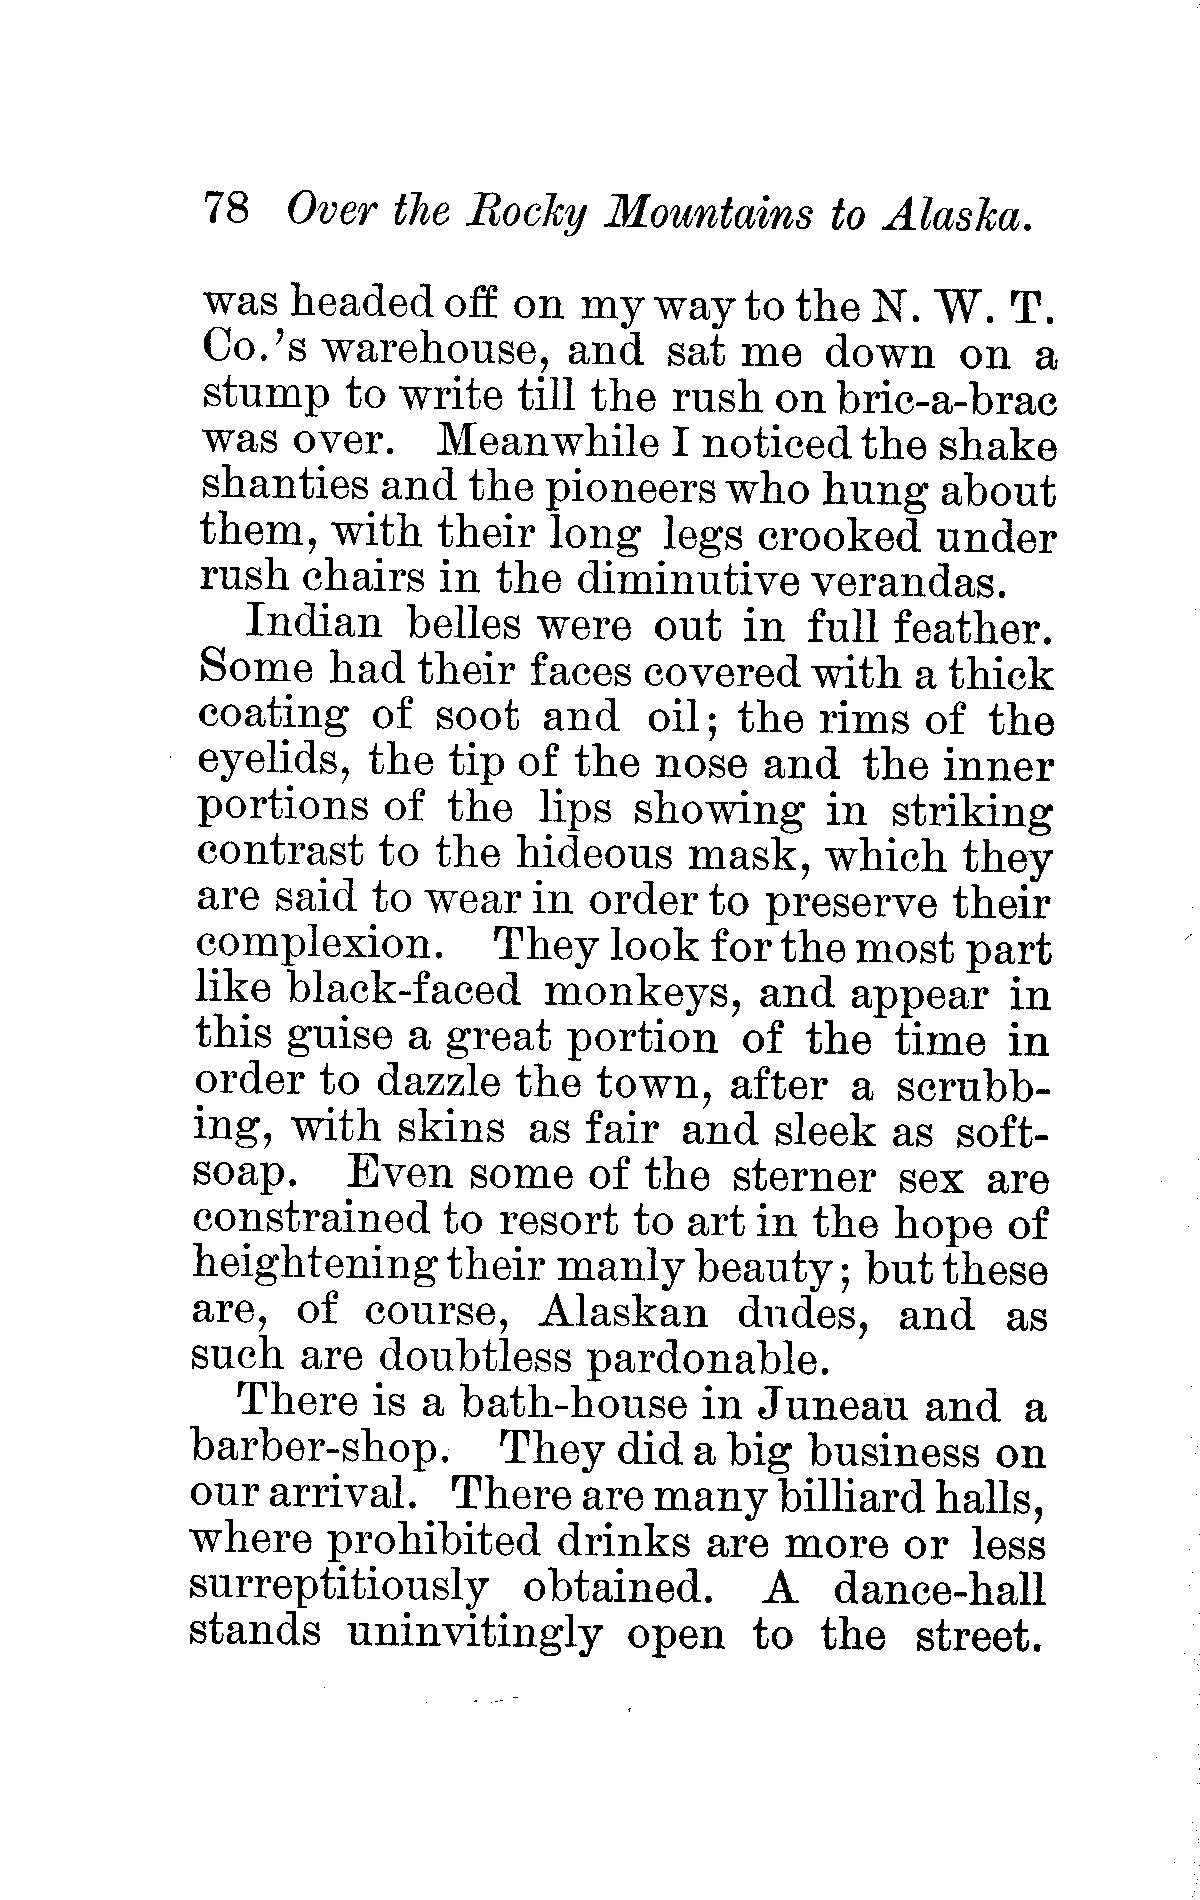 78 Over the Rocky Mountains to Alaska.
was headed off on my way to the N. W. T.
Co.'s warehouse, and sat me down on a
stump to write till the rush on bric-a-brac
was over. Meanwhile I noticed the shake
shanties and the pioneers who hung about
them, with their long legs crooked under
rush chairs in the diminutive verandas.
Indian belles were out in full feather.
Some had their faces covered with a thick
coating of soot and oil; the rims of the
eyelids, the tip of the nose and the inner
portions of the lips showing in striking
contrast to the hideous mask, which they
are said to wear in order to preserve their
complexion. They look for the most part
like black-faced monkeys, and appear in
this guise a great portion of the time in
order to dazzle the town, after a scrubb-
ing, with skins as fair and sleek as soft-
soap. Even some of the sterner sex are
constrained to resort to art in the hope of
heightening their manly beauty; but these
are, of course, Alaskan dudes, and as
such are doubtless pardonable.
There is a bath-house in Juneau and a
barber-shop. They did a big business on
our arrival. There are many billiard halls,
where prohibited drinks are more or less
surreptitiously obtained. A dance-hall
stands uninvitingly open to the street.